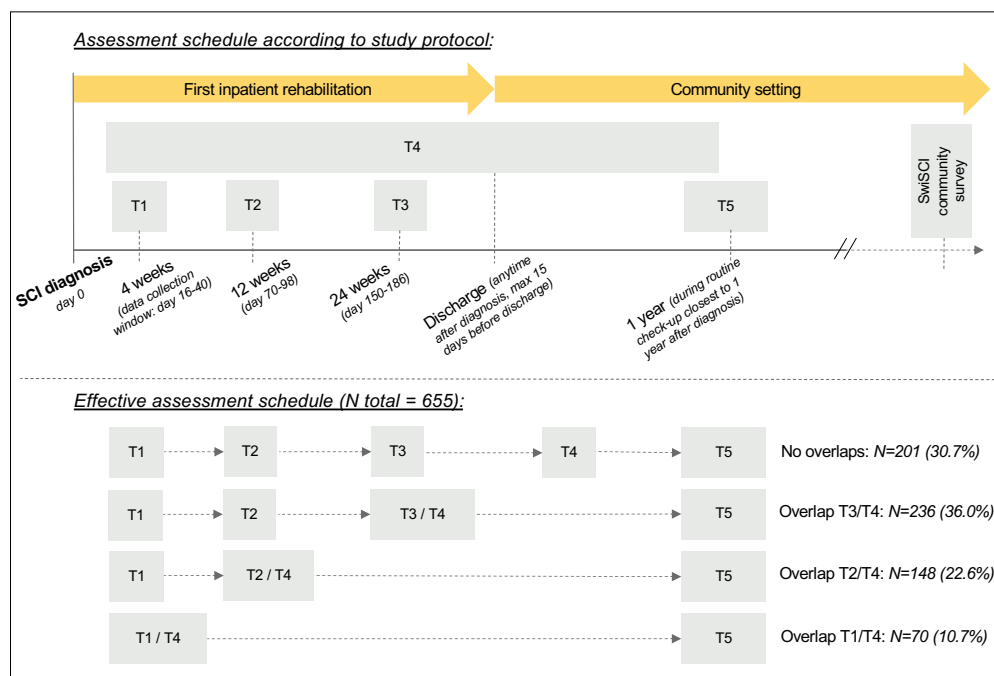 Assessment schedule according to study protocol:
First inpatient rehabilitation
Community setting
T4
T1
T2
T3
T5
SwiSCI
community
survey
SCI diagnosis
day 0
4 weeks
(data collection
window: day 16-40)
12 weeks
(day 70-98)
24 weeks
(day 150-186)
Discharge (anytime
after diagnosis, max 15
days before discharge)
1 year (during routine
check-up closest to 1
year after diagnosis)
Effective assessment schedule (N total = 655):
T1 T2 T3 T4 T5 No overlaps: N=201 (30.7%)
T1 T2 T3 / T4 T5 Overlap T3/T4: N=236 (36.0%)
T1 T2 / T4 T5 Overlap T2/T4: N=148 (22.6%)
T1 / T4 T5 Overlap T1/T4: N=70 (10.7%)